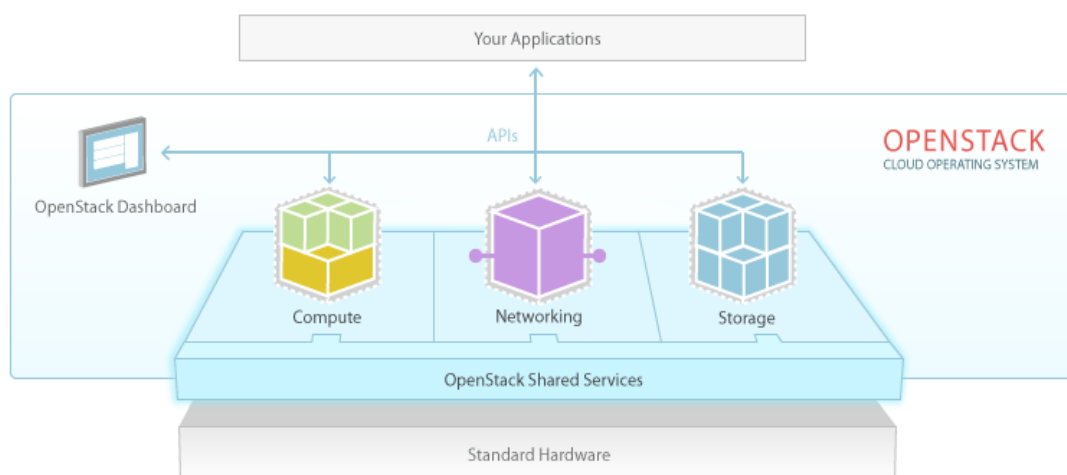 Your Applications
APIs
OPENSTACK
CLOUD OPERATING SYSTEM
OpenStack Dashboard
Compute
Networking
Storage
OpenStack Shared Services
Standard Hardware